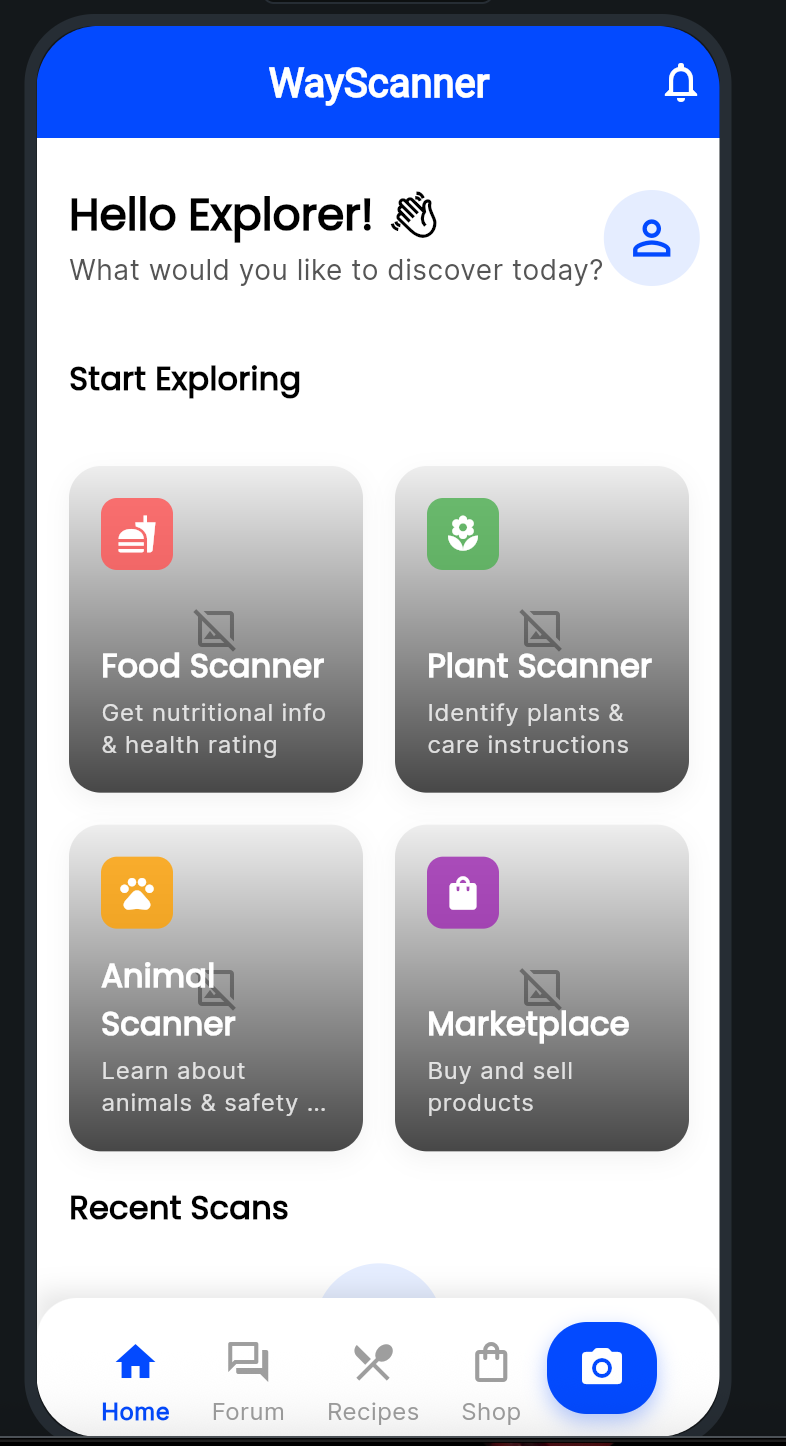 WayScanner
Hello Explorer! 👋
What would you like to discover today?
Start Exploring
Food Scanner
Get nutritional info
& health rating
Plant Scanner
Identify plants &
care instructions
Animal
Scanner
Learn about
animals & safety ...
Marketplace
Buy and sell
products
Recent Scans
Home
Forum
Recipes
Shop